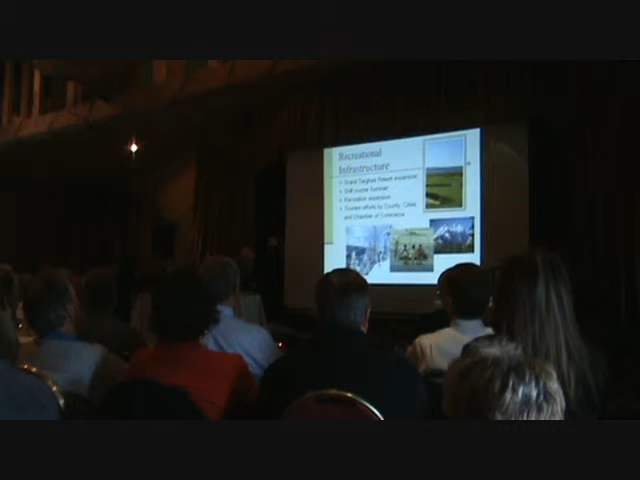 Recreational
Infrastructure
Grand Targhee Resort expansion
Golf course
Recreation expansion
Tourism efforts by County, Cities,
and Chamber of Commerce